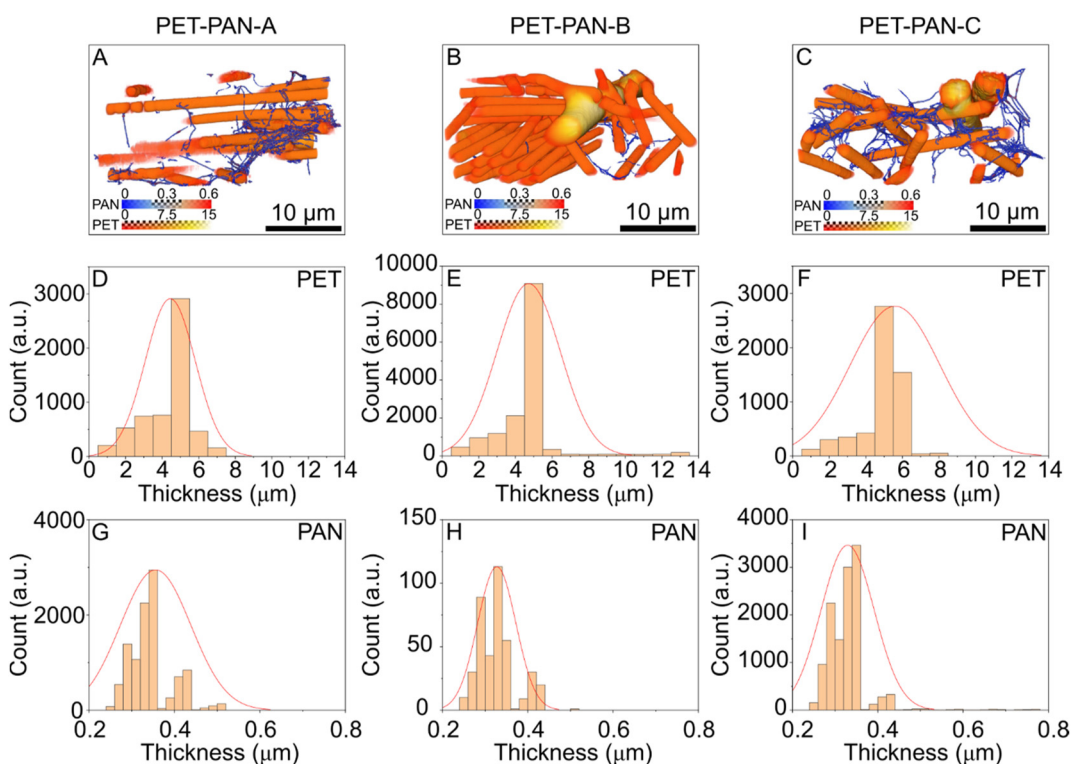 PET-PAN-A PET-PAN-B PET-PAN-C
A B C
0 0.3 0.6 0 0.3 0.6 0 0.3 0.6
PAN PAN PAN
0 7.5 15 0 7.5 15 0 7.5 15
PET PET PET
10 μm 10 μm 10 μm
D PET
Count (a.u.)
3000
2000
1000
0
0 2 4 6 8 10 12 14
Thickness (μm)
E PET
Count (a.u.)
10000
8000
6000
4000
2000
0
0 2 4 6 8 10 12 14
Thickness (μm)
F PET
Count (a.u.)
3000
2000
1000
0
0 2 4 6 8 10 12 14
Thickness (μm)
G PAN
Count (a.u.)
4000
2000
0
0.2 0.4 0.6 0.8
Thickness (μm)
H PAN
Count (a.u.)
150
100
50
0
0.2 0.4 0.6 0.8
Thickness (μm)
I PAN
Count (a.u.)
4000
3000
2000
1000
0
0.2 0.4 0.6 0.8
Thickness (μm)